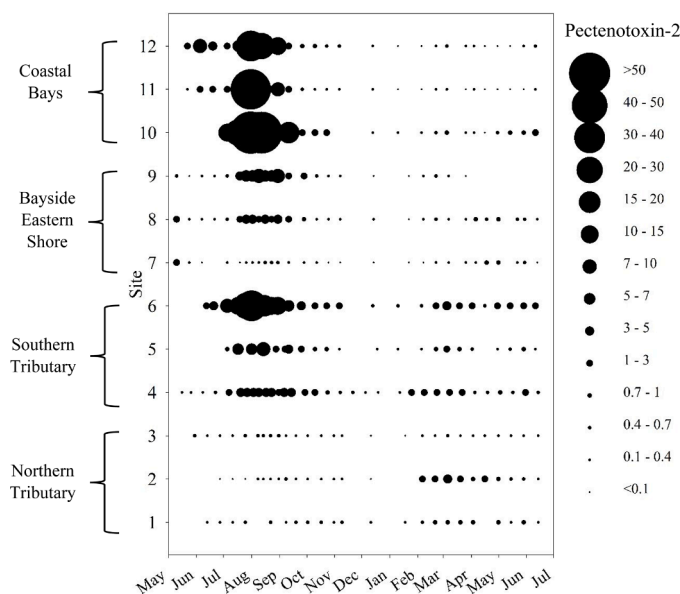 Pectenotoxin-2
>50
40 - 50
30 - 40
20 - 30
15 - 20
10 - 15
7 - 10
5 - 7
3 - 5
1 - 3
0.7 - 1
0.4 - 0.7
0.1 - 0.4
<0.1
Coastal
Bays
Bayside
Eastern
Shore
Southern
Tributary
Northern
Tributary
Site
12
11
10
9
8
7
6
5
4
3
2
1
May
Jun
Jul
Aug
Sep
Oct
Nov
Dec
Jan
Feb
Mar
Apr
May
Jun
Jul